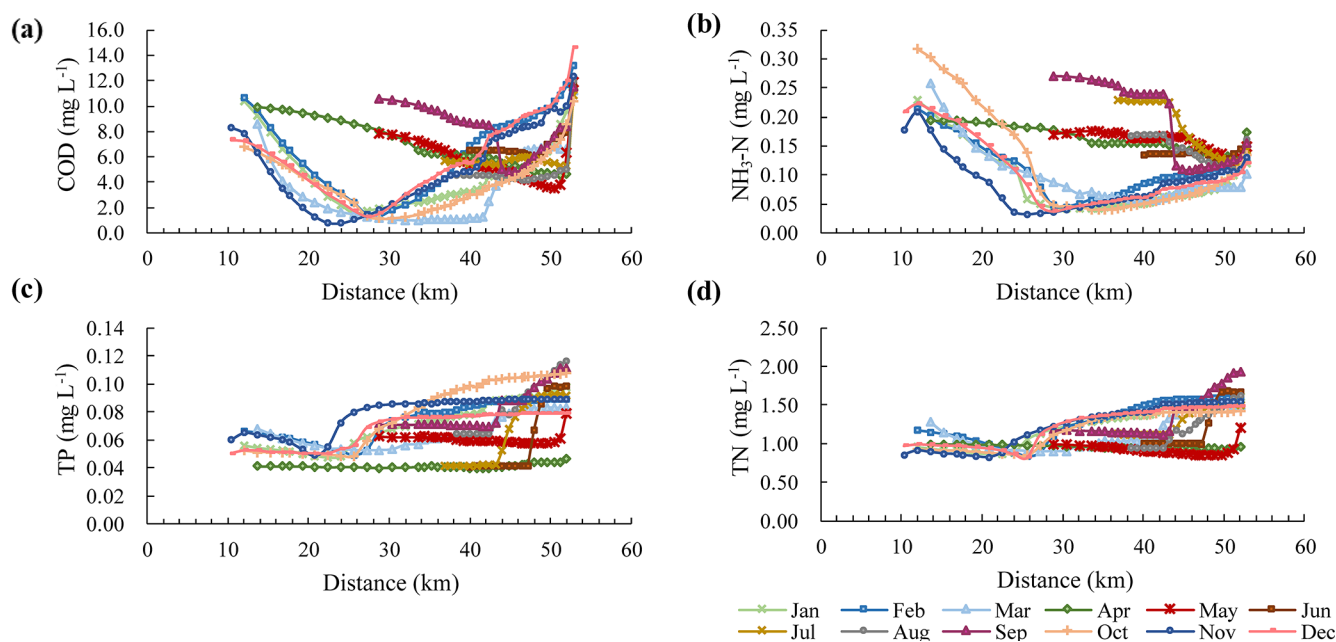 (a)
COD (mg L⁻¹)
16.0
14.0
12.0
10.0
8.0
6.0
4.0
2.0
0.0
0 10 20 30 40 50 60
Distance (km)
(b)
NH₃-N (mg L⁻¹)
0.35
0.30
0.25
0.20
0.15
0.10
0.05
0.00
0 10 20 30 40 50 60
Distance (km)
(c)
TP (mg L⁻¹)
0.14
0.12
0.10
0.08
0.06
0.04
0.02
0.00
0 10 20 30 40 50 60
Distance (km)
(d)
TN (mg L⁻¹)
2.50
2.00
1.50
1.00
0.50
0.00
0 10 20 30 40 50 60
Distance (km)
Jan Feb Mar Apr May Jun
Jul Aug Sep Oct Nov Dec